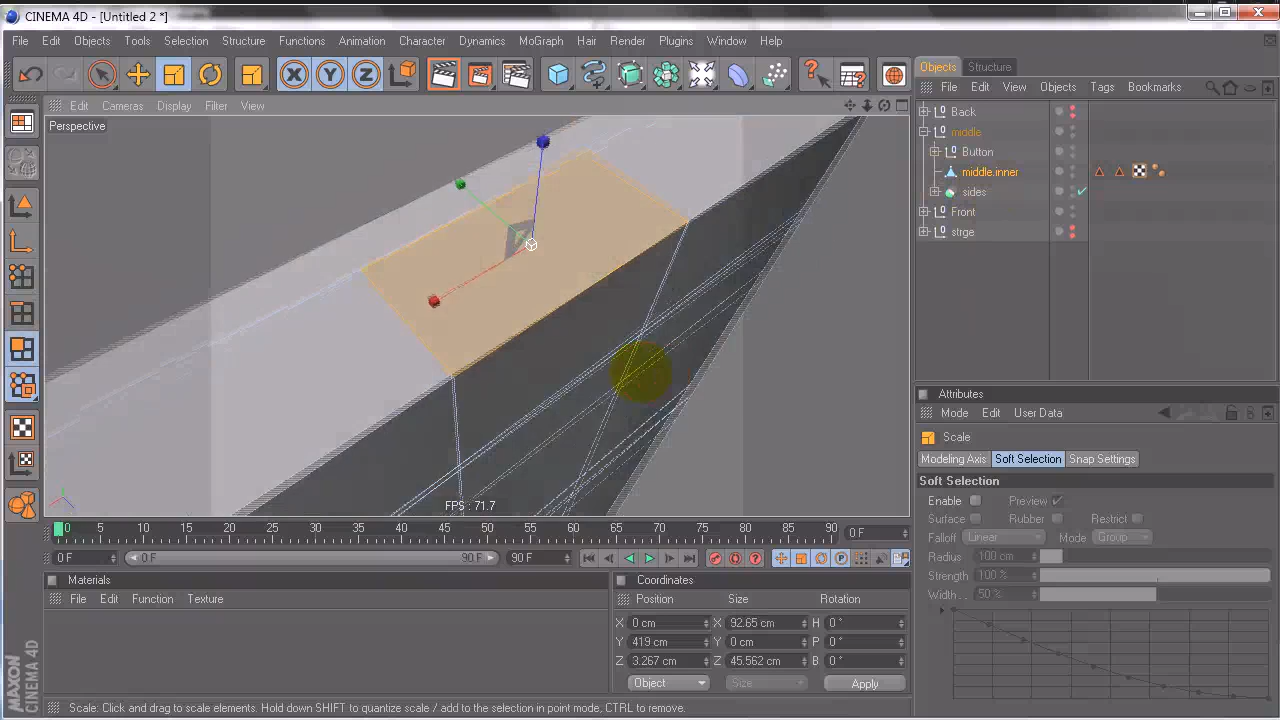 CINEMA 4D - [Untitled 2 *]
File Edit Objects Tools Selection Structure Functions Animation Character Dynamics MoGraph Hair Render Plugins Window Help
X Y Z
Objects Structure
Edit Cameras Display Filter View
File Edit View Objects Tags Bookmarks
Perspective
Back
middle
Button
middle.inner
sides
Front
strge
Attributes
Mode Edit User Data
Scale
Modeling Axis Soft Selection Snap Settings
Soft Selection
Enable Preview
Surface Rubber Restrict
Falloff Linear Mode Group
Radius 100 cm
Strength 100 %
Width . . 50 %
FPS : 71.7
0 5 10 15 20 25 30 35 40 45 50 55 60 65 70 75 80 85 90 0 F
0 F 0 F 90 F 90 F
Materials
File Edit Function Texture
Coordinates
Position Size Rotation
X 0 cm X 92.65 cm H 0 °
Y 419 cm Y 0 cm P 0 °
Z 3.267 cm Z 45.562 cm B 0 °
Object Size Apply
MAXON
CINEMA 4D
Scale: Click and drag to scale elements. Hold down SHIFT to quantize scale / add to the selection in point mode, CTRL to remove.